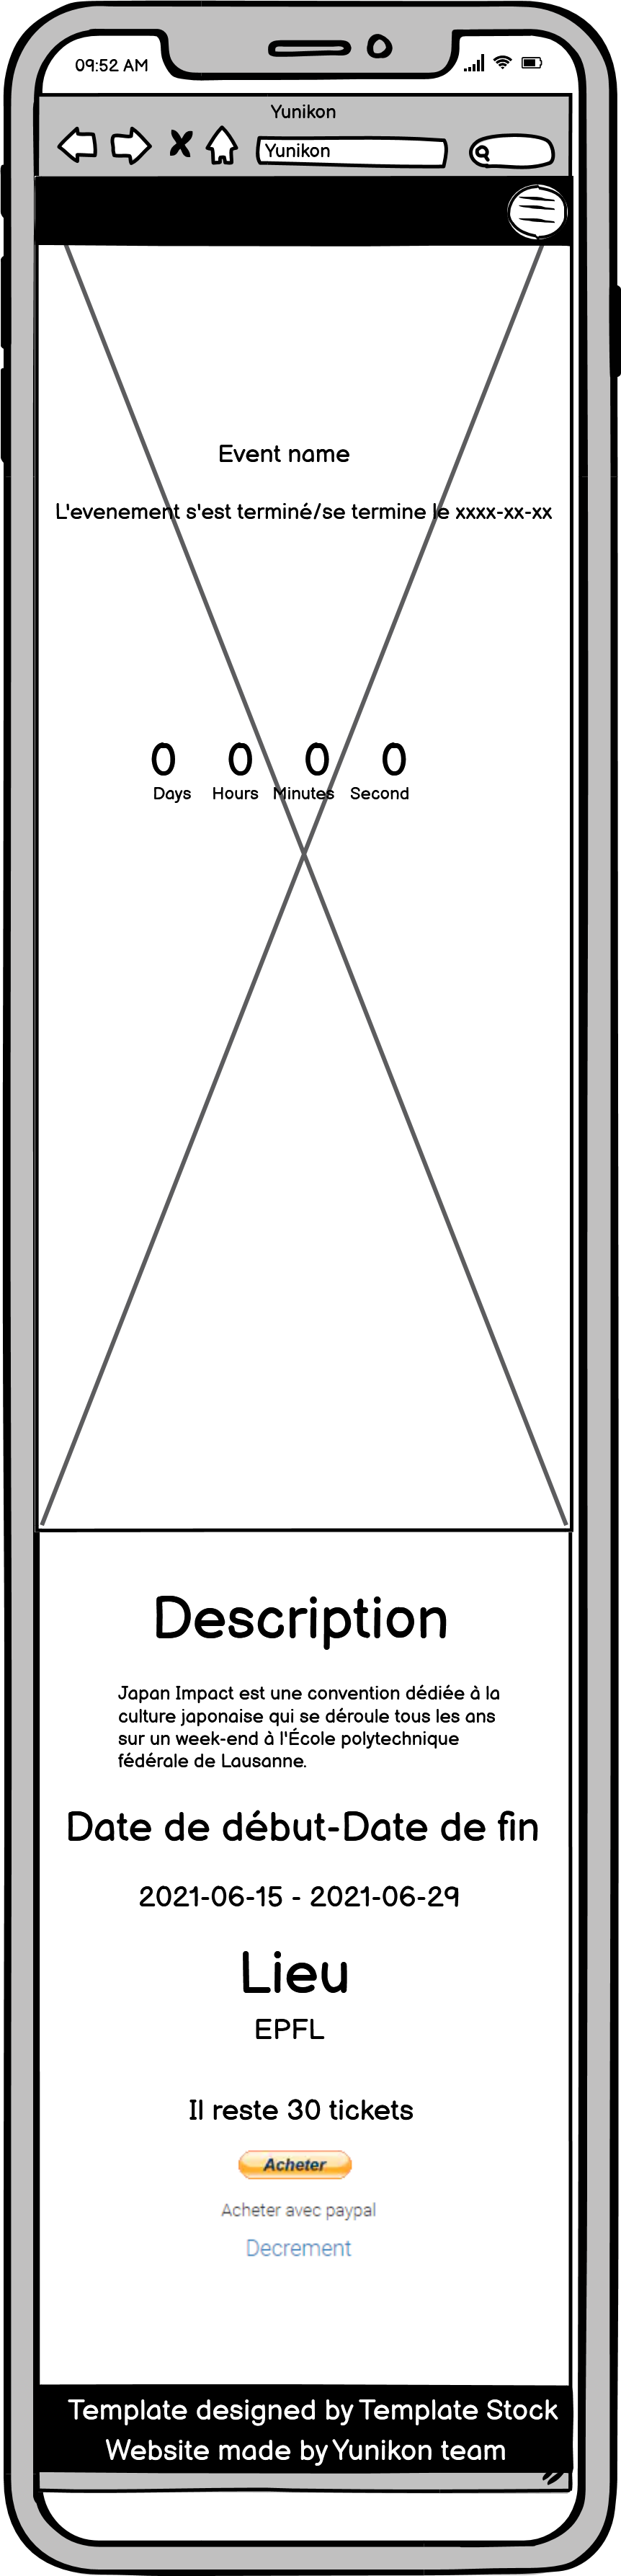 09:52 AM
Yunikon
Yunikon
Event name
L'evenement s'est terminé/se termine le xxxx-xx-xx
0 0 0 0
Days Hours Minutes Second
Description
Japan Impact est une convention dédiée à la
culture japonaise qui se déroule tous les ans
sur un week-end à l'École polytechnique
fédérale de Lausanne.
Date de début-Date de fin
2021-06-15 - 2021-06-29
Lieu
EPFL
Il reste 30 tickets
Acheter
Acheter avec paypal
Decrement
Template designed by Template Stock
Website made by Yunikon team